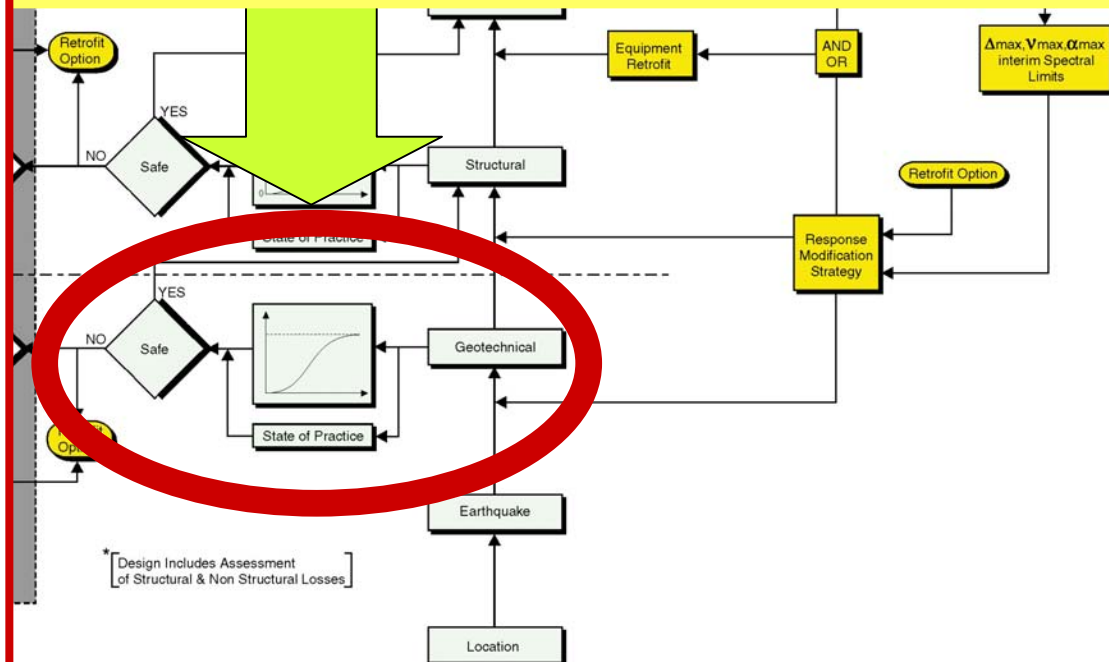 Retrofit
Option
Equipment
Retrofit
AND
OR
Δmax,νmax,αmax
interim Spectral
Limits
YES
NO
Safe
Structural
Retrofit Option
0
State of Practice
Response
Modification
Strategy
YES
NO
Safe
Geotechnical
State of Practice
Earthquake
*
Design Includes Assessment
of Structural & Non Structural Losses
Location